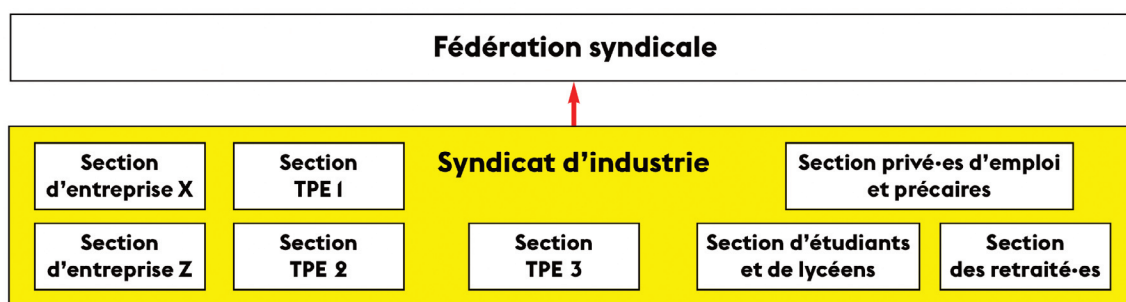 Fédération syndicale
Syndicat d’industrie
Section
d’entreprise X
Section
TPE 1
Section privé·es d’emploi
et précaires
Section
d’entreprise Z
Section
TPE 2
Section
TPE 3
Section d’étudiants
et de lycéens
Section
des retraité·es